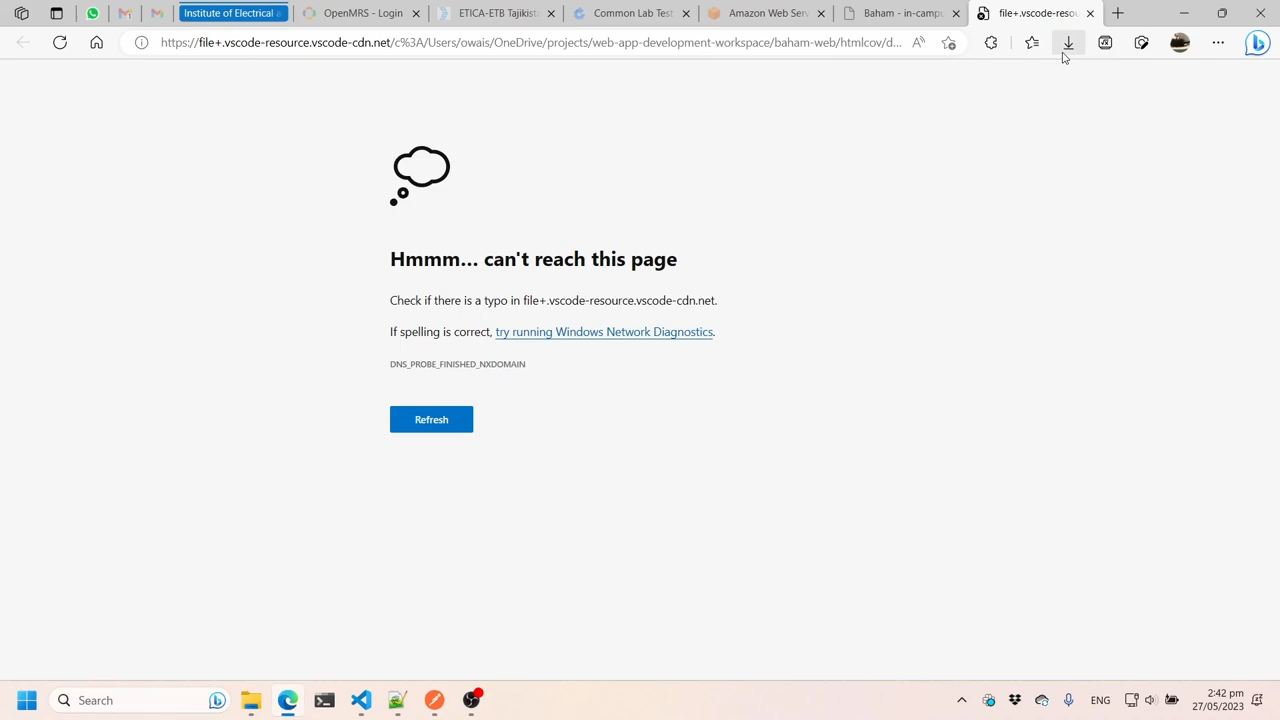 Institute of Electrical a
OpenMRS - Login
ETICA-ETB Tajikist
Amazon Web Serv
Baham - in-campu
file+.vscode-resou
https://file+.vscode-resource.vscode-cdn.net/c%3A/Users/owais/OneDrive/projects/web-app-development-workspace/baham-web/htmlcov/d...
Hmmm... can't reach this page
Check if there is a typo in file+.vscode-resource.vscode-cdn.net.
If spelling is correct, try running Windows Network Diagnostics.
DNS_PROBE_FINISHED_NXDOMAIN
Refresh
Search
ENG
2:42 pm
27/05/2023